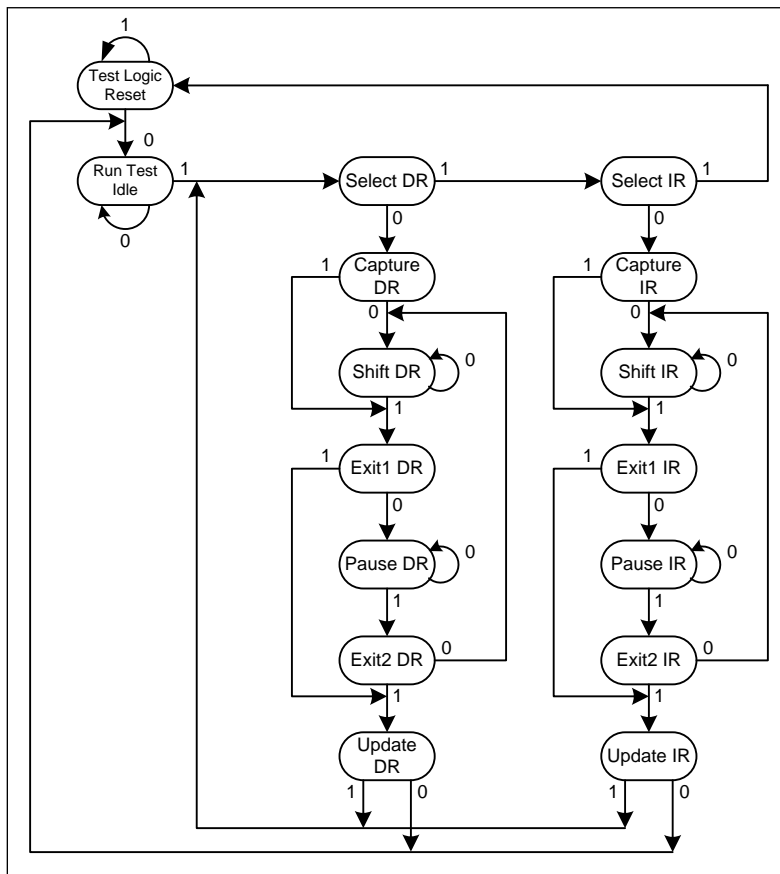 1
Test Logic
Reset
0
Run Test
Idle
1
0
Select DR
1
0
Select IR
1
0
Capture
DR
1
0
Capture
IR
1
0
Shift DR
0
1
Shift IR
0
1
Exit1 DR
1
0
Exit1 IR
1
0
Pause DR
0
1
Pause IR
0
1
Exit2 DR
0
1
Exit2 IR
0
1
Update
DR
1
0
Update IR
1
0